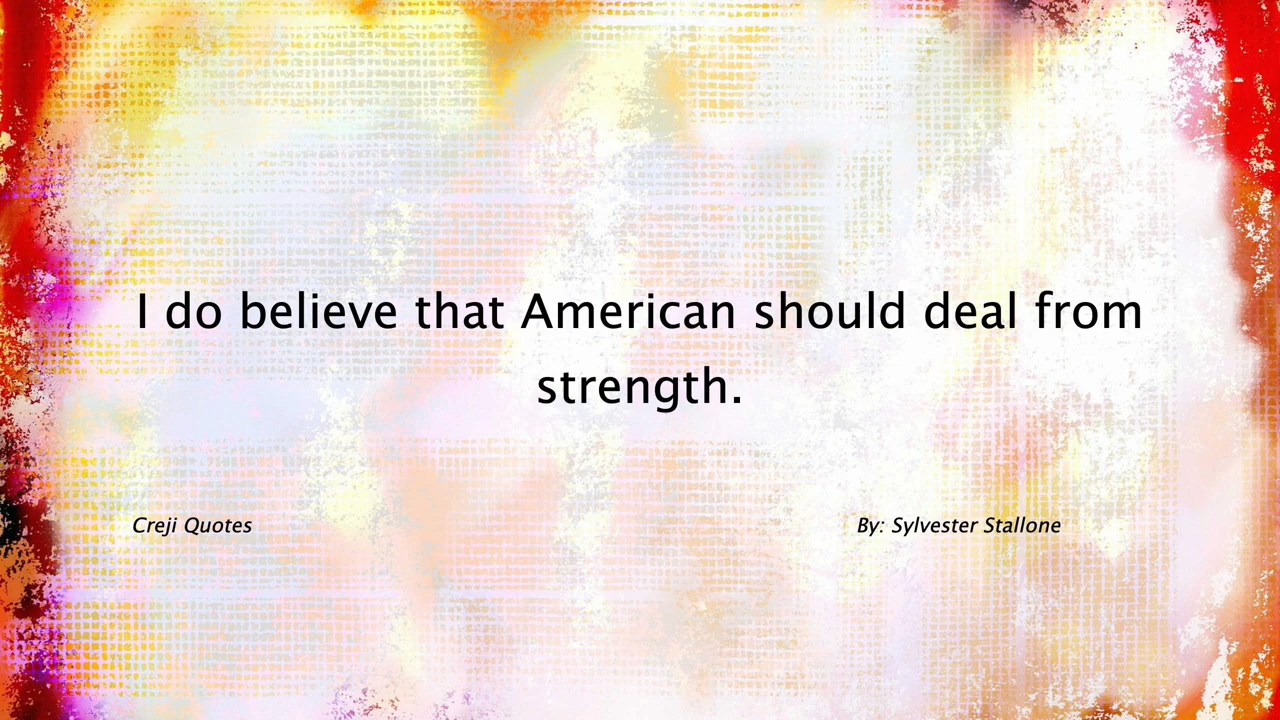 I do believe that American should deal from
strength.
Creji Quotes
By: Sylvester Stallone